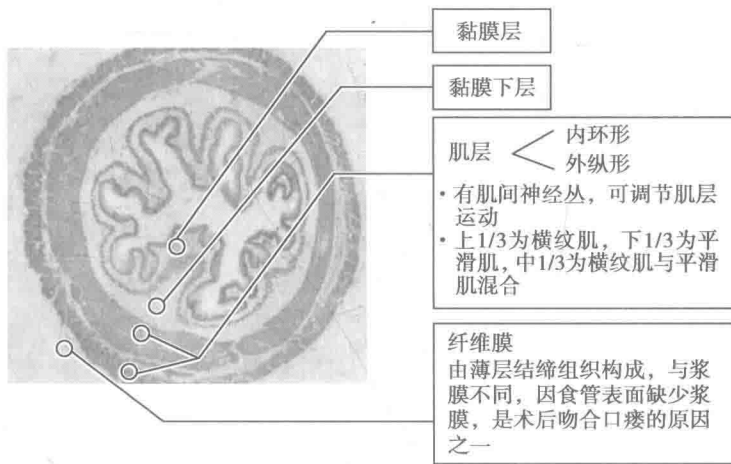 黏膜层
黏膜下层
肌层
内环形
外纵形
・有肌间神经丛，可调节肌层
运动
・上1/3为横纹肌，下1/3为平
滑肌，中1/3为横纹肌与平滑
肌混合
纤维膜
由薄层结缔组织构成，与浆
膜不同，因食管表面缺少浆
膜，是术后吻合口瘘的原因
之一